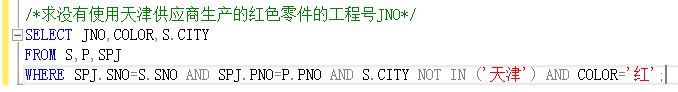 /*求没有使用天津供应商生产的红色零件的工程号JNO*/
SELECT JNO,COLOR,S.CITY
FROM S,P,SPJ
WHERE SPJ.SNO=S.SNO AND SPJ.PNO=P.PNO AND S.CITY NOT IN ('天津') AND COLOR='红';